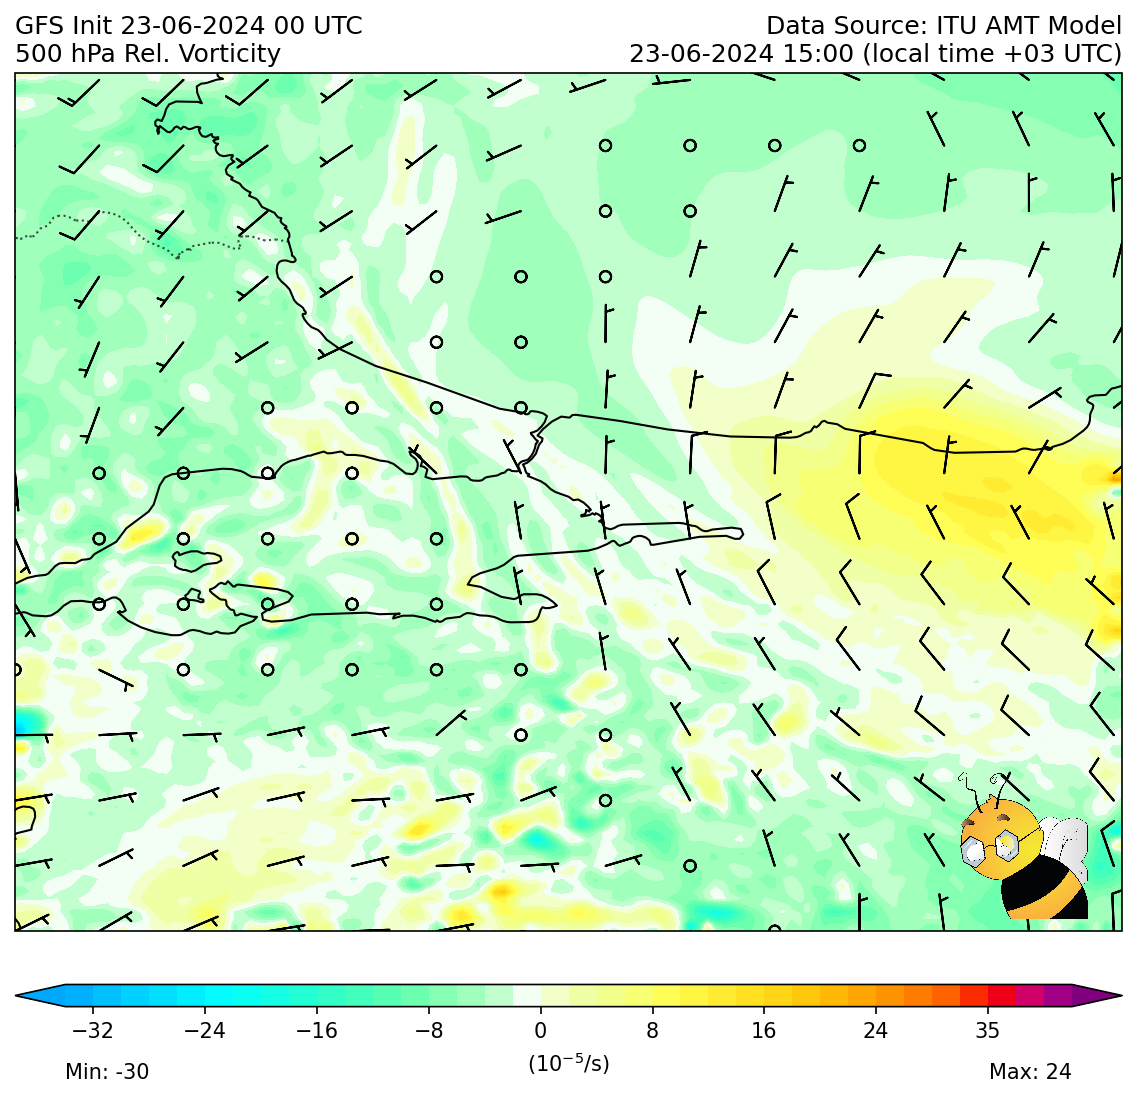 GFS Init 23-06-2024 00 UTC
Data Source: ITU AMT Model
500 hPa Rel. Vorticity
23-06-2024 15:00 (local time +03 UTC)
−32 −24 −16 −8 0 8 16 24 35
(10⁻⁵/s)
Min: -30
Max: 24